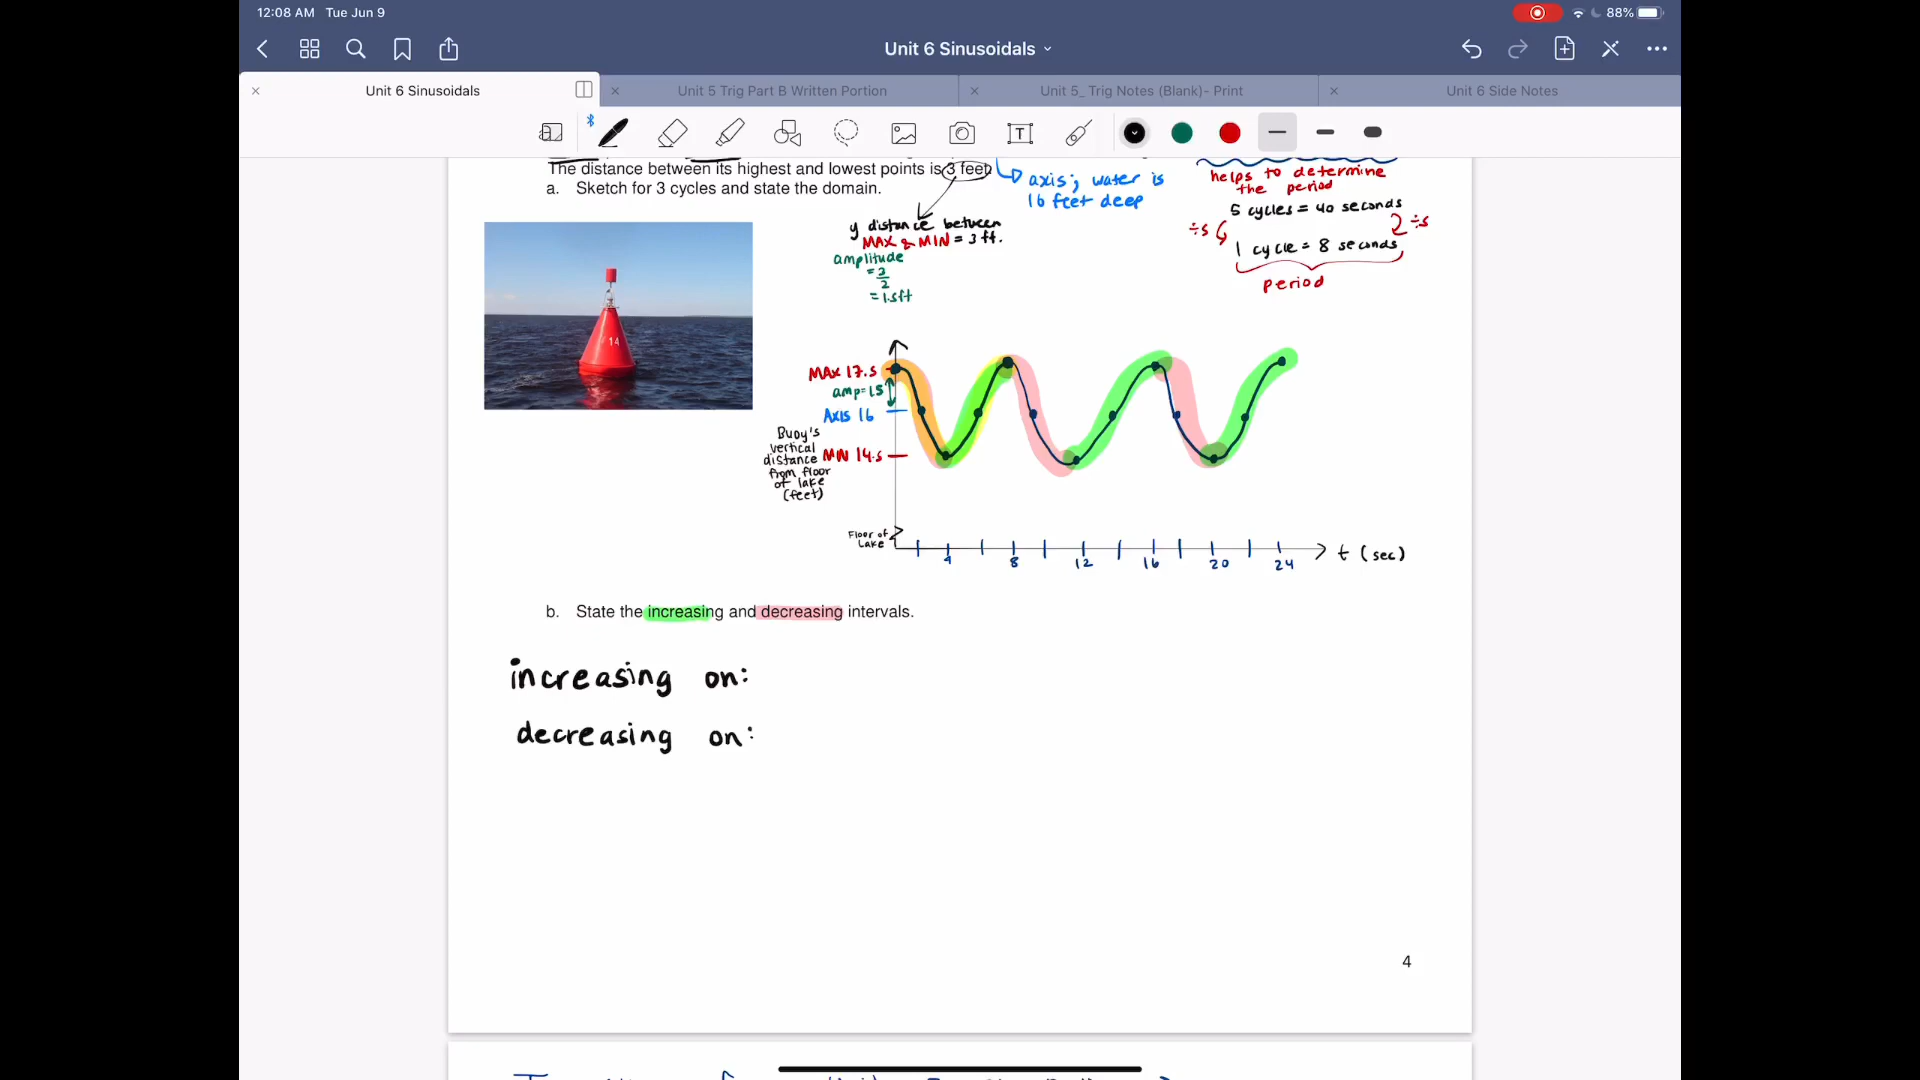 12:08 AM Tue Jun 9
88%
Unit 6 Sinusoidals
Unit 6 Sinusoidals
Unit 5 Trig Part B Written Portion
Unit 5_ Trig Notes (Blank)- Print
Unit 6 Side Notes
The distance between its highest and lowest points is 3 feet.
a. Sketch for 3 cycles and state the domain.
axis; water is
16 feet deep
helps to determine
the period
5 cycles = 40 seconds
÷5
÷5
1 cycle = 8 seconds
period
y distance between
MAX & MIN = 3 ft.
amplitude
= 3/2
= 1.5ft
14
MAX 17.5
amp=1.5
Axis 16
MIN 14.5
Buoy's
vertical
distance
from floor
of lake
(feet)
Floor of
Lake
4 8 12 16 20 24
t (sec)
b. State the increasing and decreasing intervals.
increasing on:
decreasing on:
4